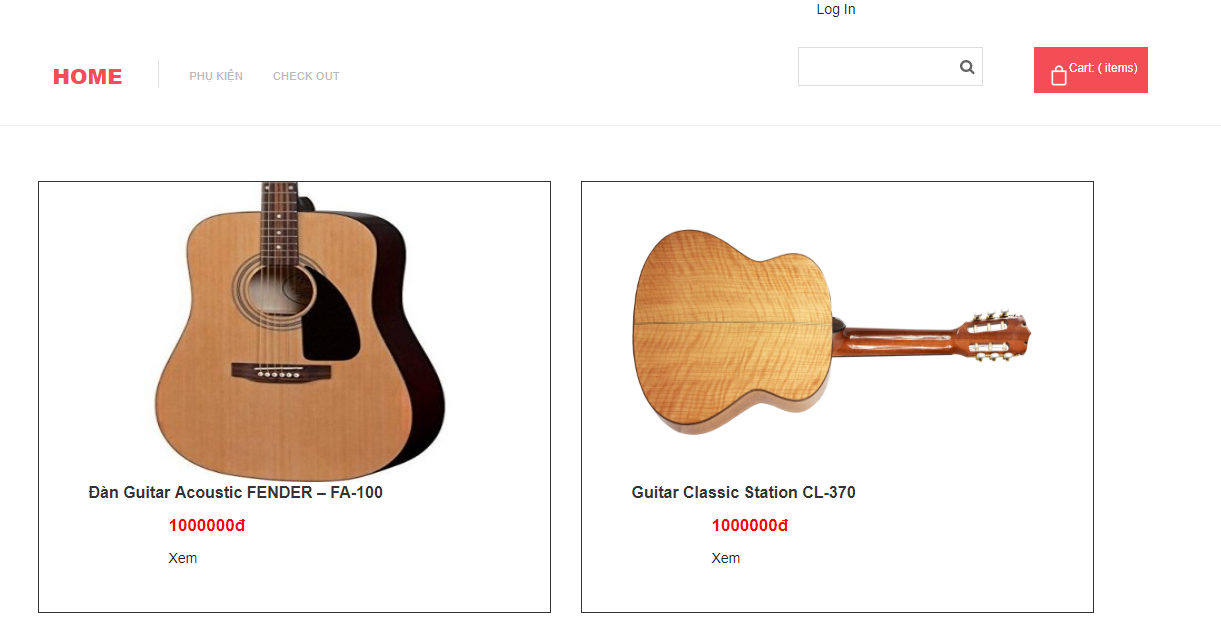 Log In
HOME
PHỤ KIỆN
CHECK OUT
Cart: ( items)
Đàn Guitar Acoustic FENDER – FA-100
1000000đ
Xem
Guitar Classic Station CL-370
1000000đ
Xem